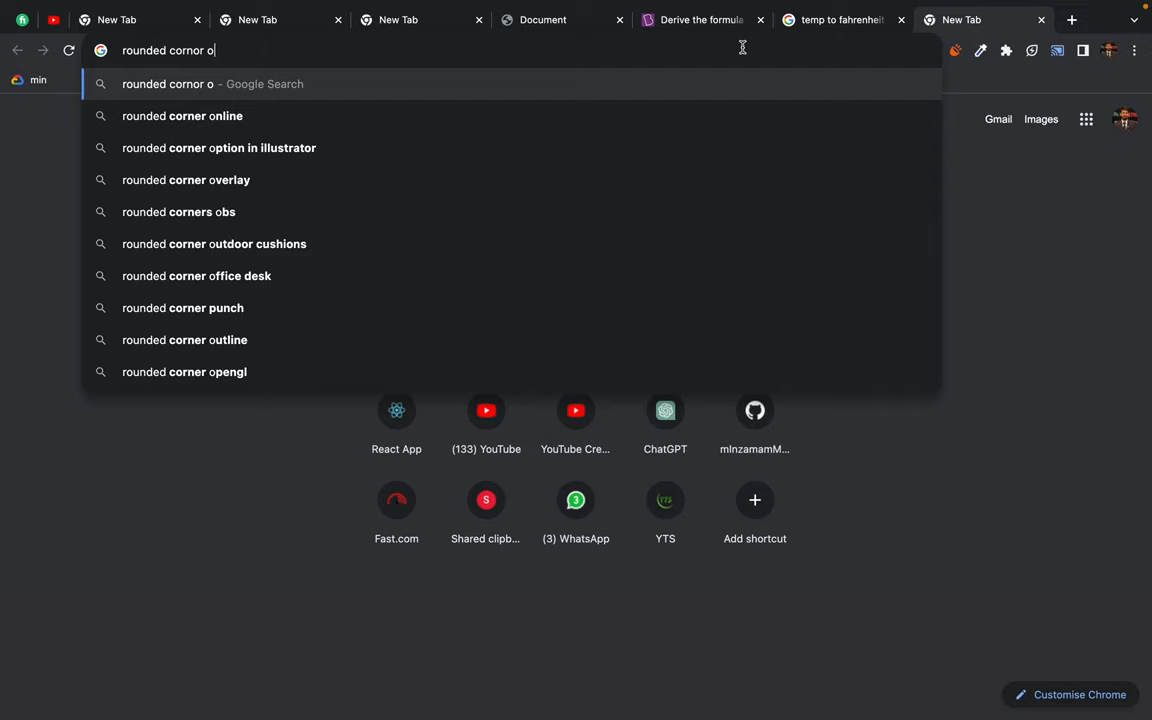 New Tab
New Tab
New Tab
Document
Derive the formula
temp to fahrenheit
New Tab
rounded cornor o
min
rounded cornor o - Google Search
rounded corner online
rounded corner option in illustrator
rounded corner overlay
rounded corners obs
rounded corner outdoor cushions
rounded corner office desk
rounded corner punch
rounded corner outline
rounded corner opengl
Gmail
Images
React App
(133) YouTube
YouTube Cre...
ChatGPT
mInzamamM...
Fast.com
S
Shared clipb...
3
(3) WhatsApp
YTS
YTS
Add shortcut
Customise Chrome